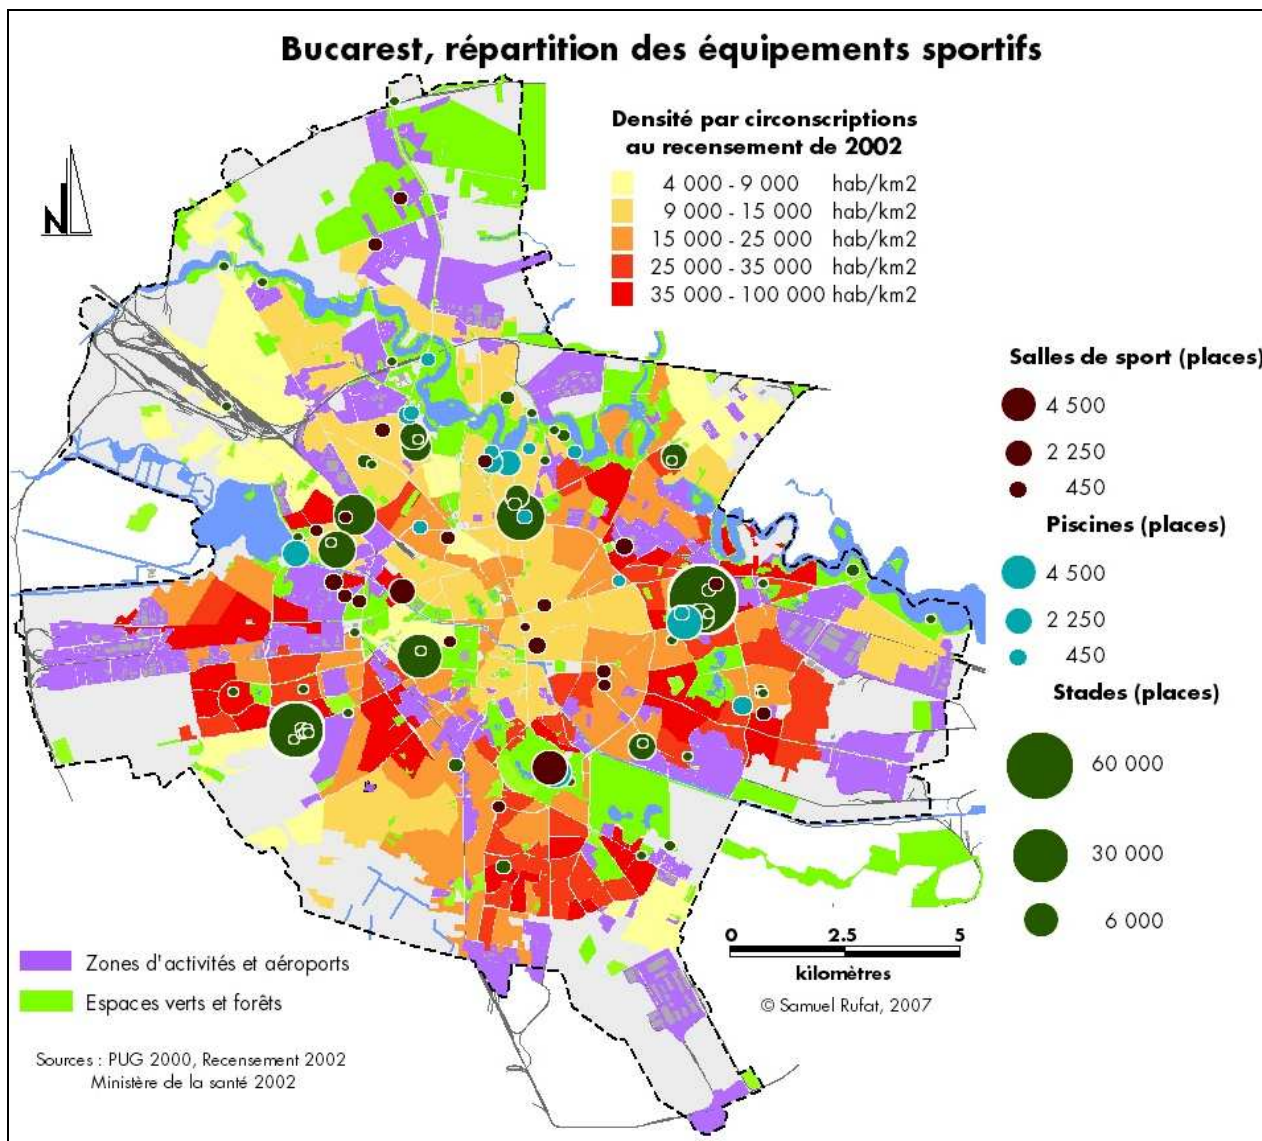 Bucarest, répartition des équipements sportifs
Densité par circonscriptions
au recensement de 2002
4 000 - 9 000 hab/km2
9 000 - 15 000 hab/km2
15 000 - 25 000 hab/km2
25 000 - 35 000 hab/km2
35 000 - 100 000 hab/km2
N
Salles de sport (places)
4 500
2 250
450
Piscines (places)
4 500
2 250
450
Stades (places)
60 000
30 000
6 000
0 2.5 5
kilomètres
© Samuel Rufat, 2007
Zones d'activités et aéroports
Espaces verts et forêts
Sources : PUG 2000, Recensement 2002
Ministère de la santé 2002